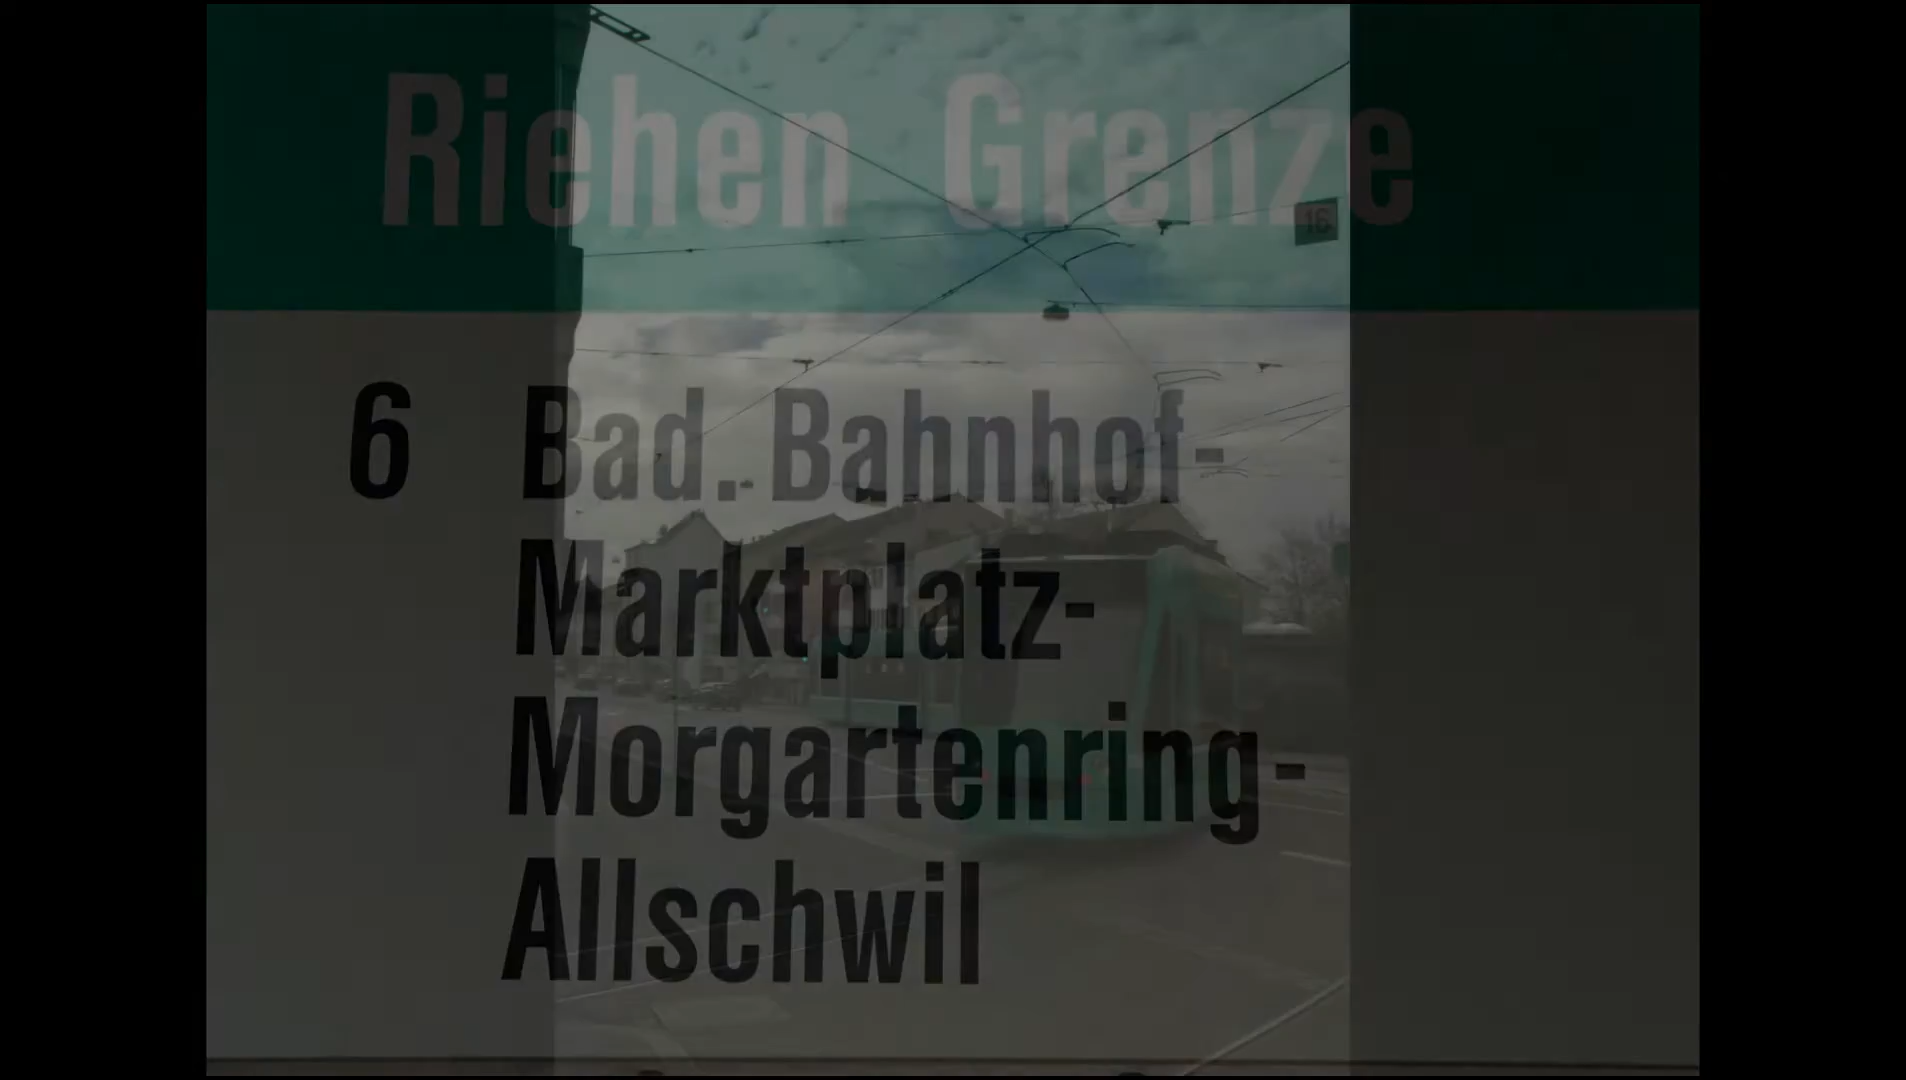 Riehen Grenze
16
6 Bad. Bahnhof-
Marktplatz-
Morgartenring-
Allschwil